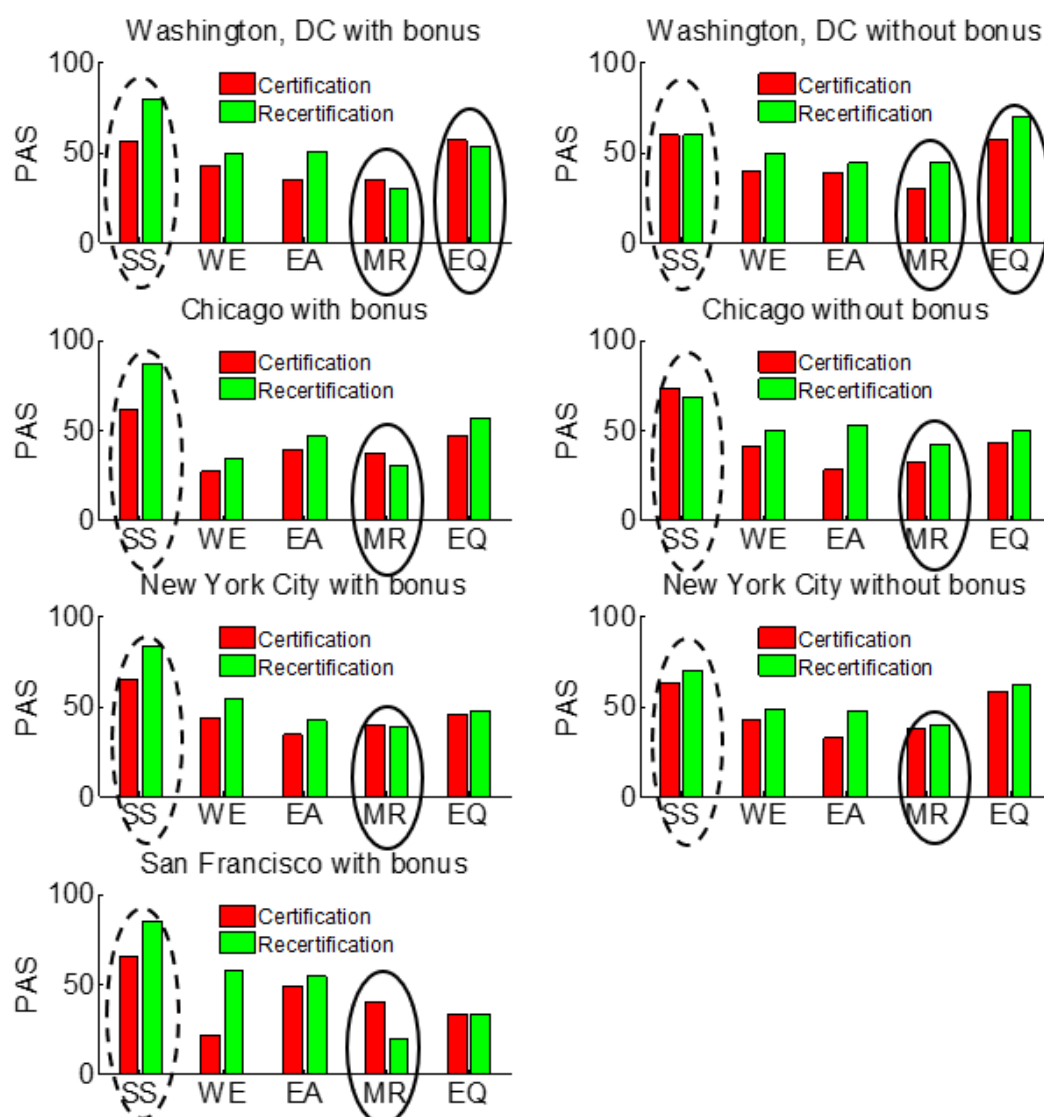 Washington, DC with bonus
100
50
0
PAS
Certification
Recertification
SS WE EA MR EQ
Washington, DC without bonus
100
50
0
PAS
Certification
Recertification
SS WE EA MR EQ
Chicago with bonus
100
50
0
PAS
Certification
Recertification
SS WE EA MR EQ
Chicago without bonus
100
50
0
PAS
Certification
Recertification
SS WE EA MR EQ
New York City with bonus
100
50
0
PAS
Certification
Recertification
SS WE EA MR EQ
New York City without bonus
100
50
0
PAS
Certification
Recertification
SS WE EA MR EQ
San Francisco with bonus
100
50
0
PAS
Certification
Recertification
SS WE EA MR EQ